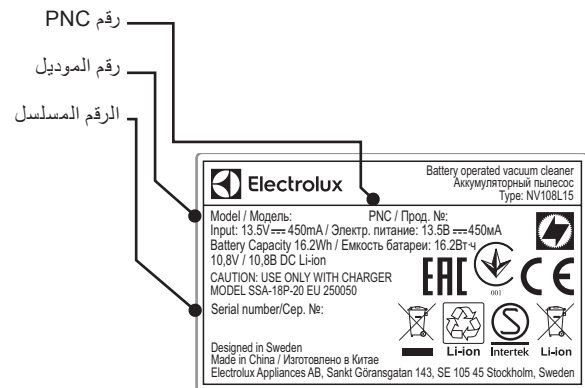 رقم PNC
رقم الموديل
الرقم المسلسل
Electrolux
Battery operated vacuum cleaner
Аккумуляторный пылесос
Type: NV108L15
Model / Модель: PNC / Прод. №:
Input: 13.5V 450mA / Электр. питание: 13.5В 450мА
Battery Capacity 16.2Wh / Емкость батареи: 16.2Вт·ч
10,8V / 10,8В DC Li-ion
CAUTION: USE ONLY WITH CHARGER
MODEL SSA-18P-20 EU 250050
Serial number/Сер. №:
EAC
001
CE
S
Li-ion Intertek Li-ion
Designed in Sweden
Made in China / Изготовлено в Китае
Electrolux Appliances AB, Sankt Göransgatan 143, SE 105 45 Stockholm, Sweden